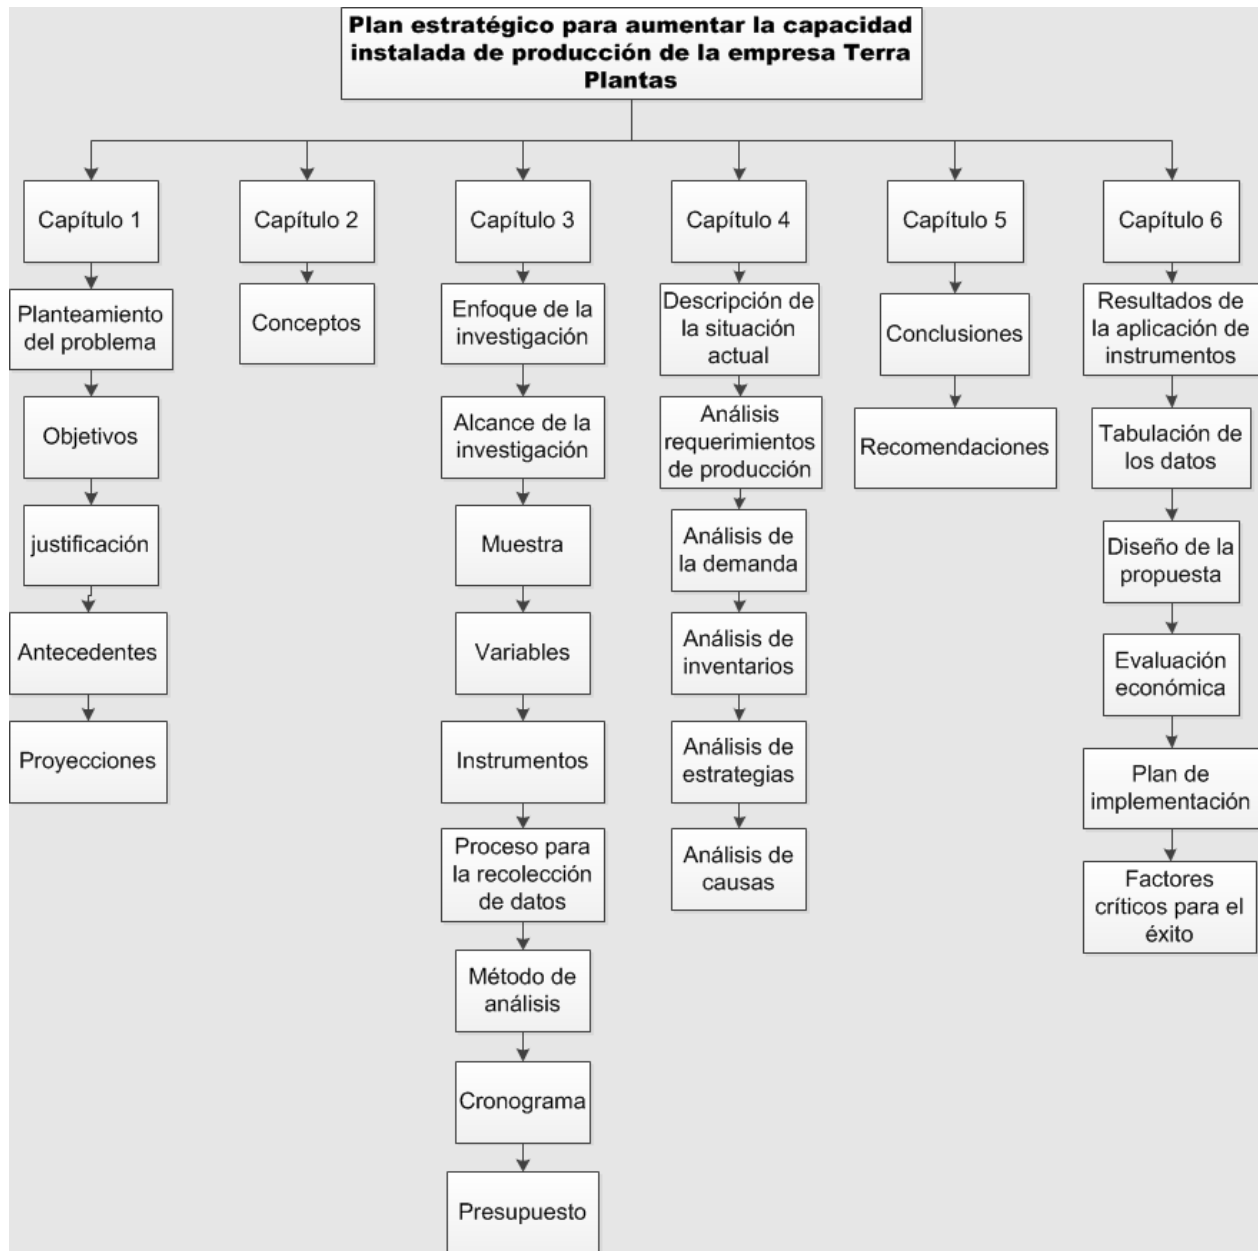 Plan estratégico para aumentar la capacidad
instalada de producción de la empresa Terra
Plantas
Capítulo 1
Planteamiento
del problema
Objetivos
justificación
Antecedentes
Proyecciones
Capítulo 2
Conceptos
Capítulo 3
Enfoque de la
investigación
Alcance de la
investigación
Muestra
Variables
Instrumentos
Proceso para
la recolección
de datos
Método de
análisis
Cronograma
Presupuesto
Capítulo 4
Descripción de
la situación
actual
Análisis
requerimientos
de producción
Análisis de
la demanda
Análisis de
inventarios
Análisis de
estrategias
Análisis de
causas
Capítulo 5
Conclusiones
Recomendaciones
Capítulo 6
Resultados de
la aplicación de
instrumentos
Tabulación de
los datos
Diseño de la
propuesta
Evaluación
económica
Plan de
implementación
Factores
críticos para el
éxito